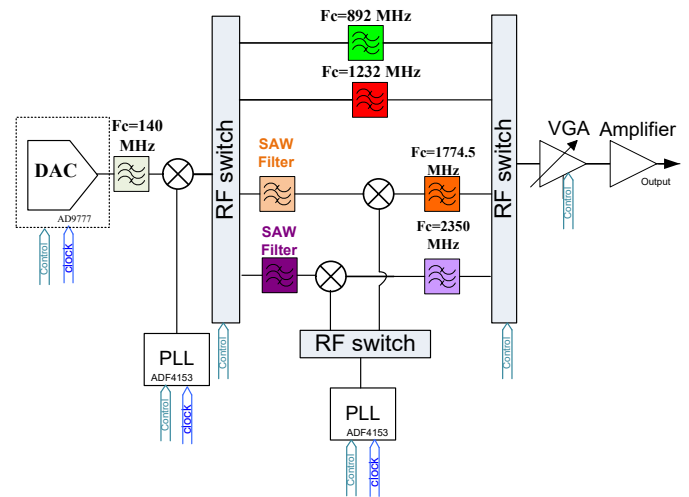 Fc=892 MHz
Fc=1232 MHz
Fc=140
MHz
DAC
AD9777
Control
clock
RF switch
SAW
Filter
SAW
Filter
Fc=1774.5
MHz
Fc=2350
MHz
RF switch
VGA
Amplifier
Output
Control
Control
Control
RF switch
PLL
ADF4153
Control
clock
PLL
ADF4153
Control
clock